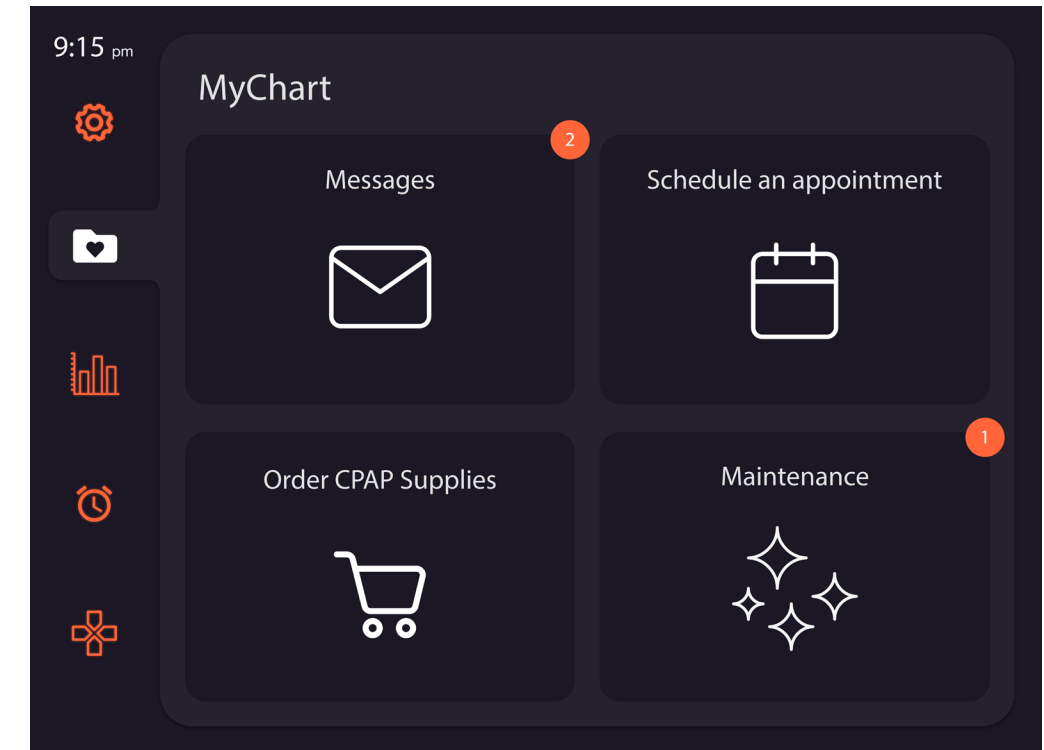 9:15 pm
MyChart
2
Messages
Schedule an appointment
1
Order CPAP Supplies
Maintenance